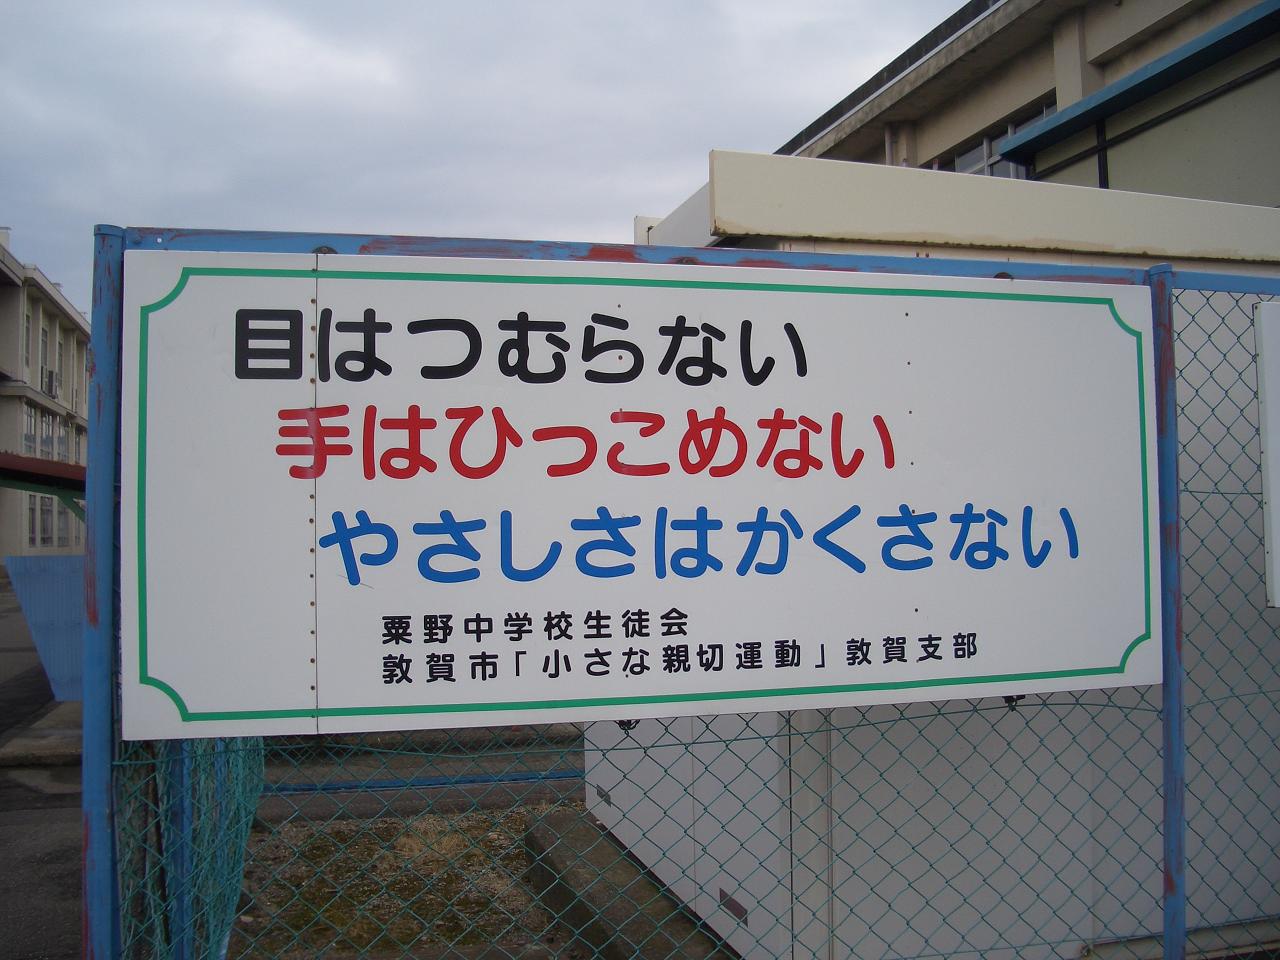 目はつむらない
手はひっこめない
やさしさはかくさない
粟野中学校生徒会
敦賀市「小さな親切運動」敦賀支部